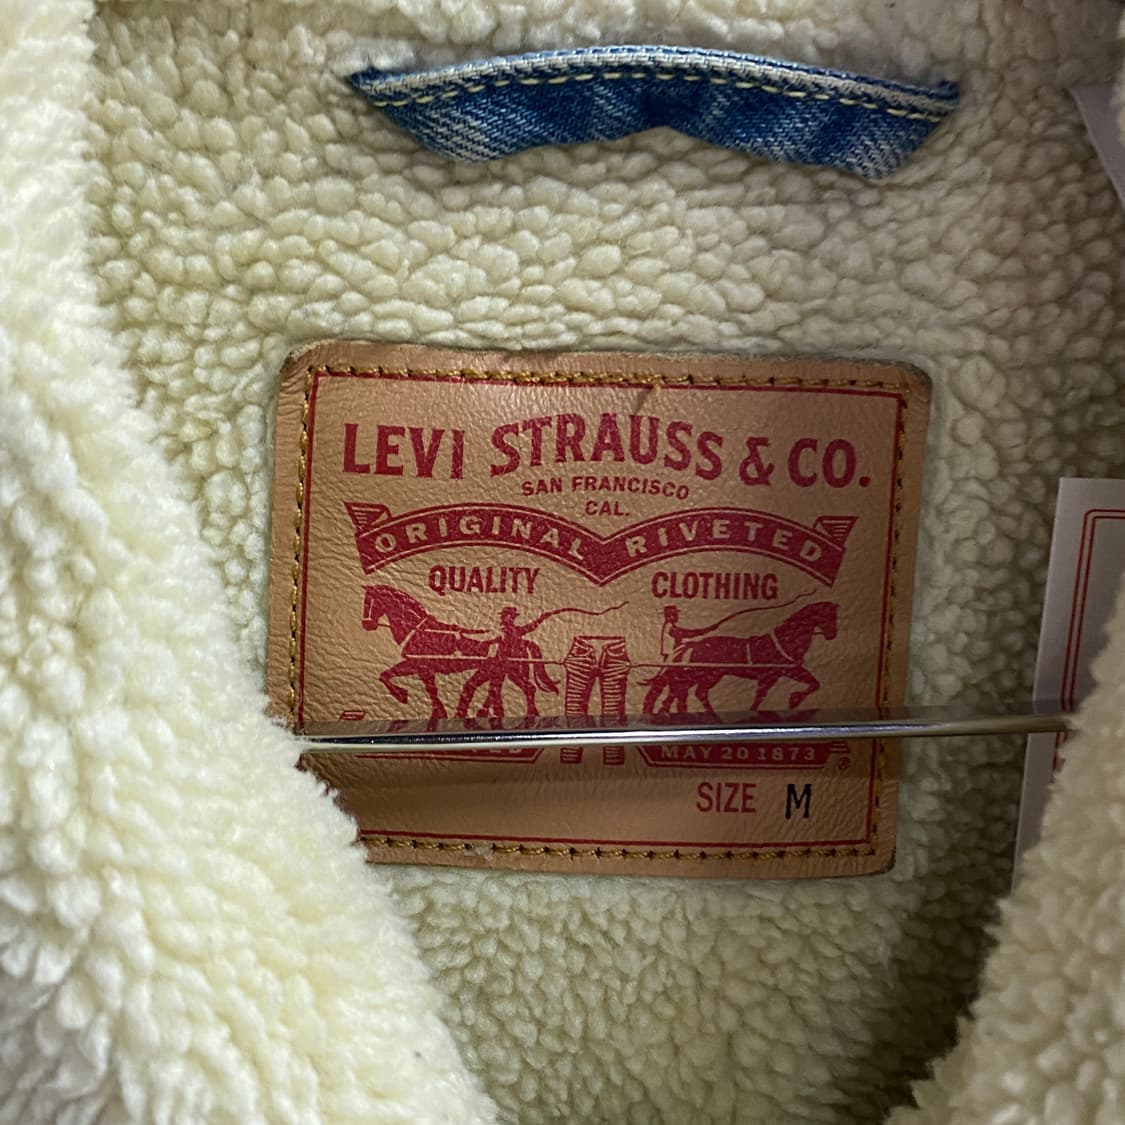 LEVI STRAUSS & CO.
SAN FRANCISCO
CAL.
ORIGINAL RIVETED
QUALITY CLOTHING
MAY 20 1873
®
SIZE M